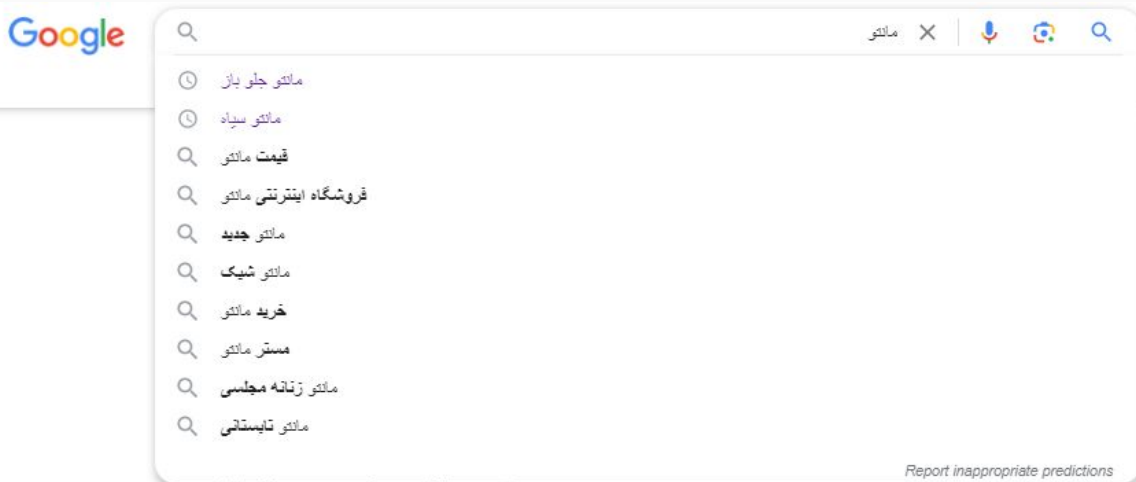 Google
مانتو
مانتو جلو باز
مانتو سیاه
قیمت مانتو
فروشگاه اینترنتی مانتو
مانتو جدید
مانتو شیک
خرید مانتو
مستر مانتو
مانتو زنانه مجلسی
مانتو تابستانی
Report inappropriate predictions